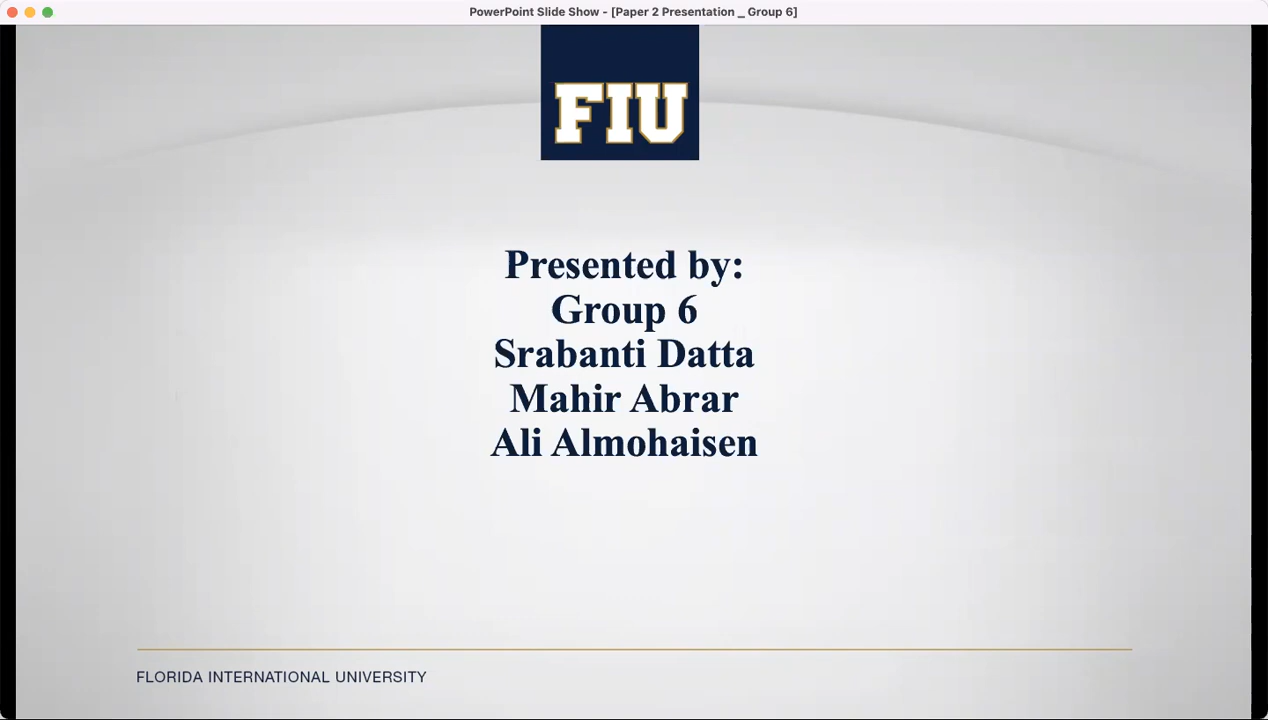 PowerPoint Slide Show - [Paper 2 Presentation _ Group 6]
FIU
Presented by:
Group 6
Srabanti Datta
Mahir Abrar
Ali Almohaisen
FLORIDA INTERNATIONAL UNIVERSITY